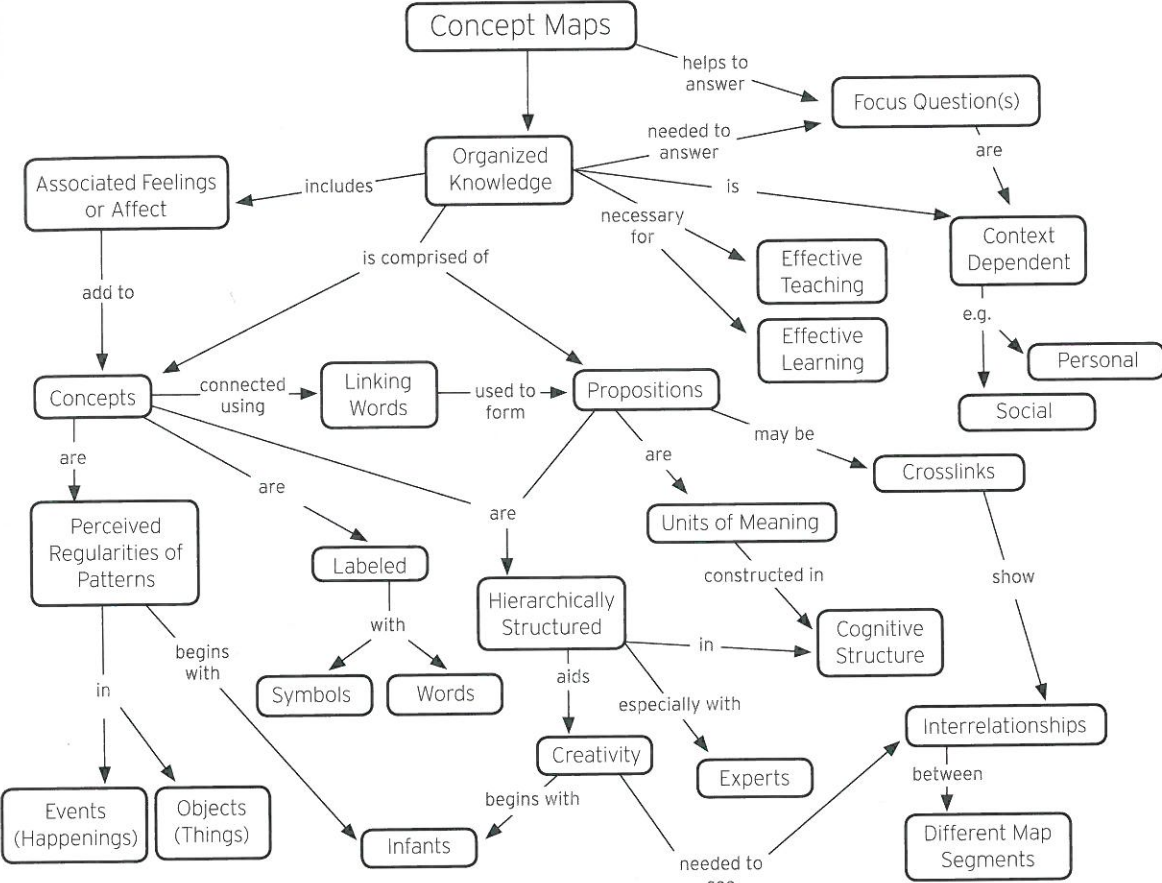 Concept Maps
helps to
answer
Focus Question(s)
needed to
answer
are
Organized
Knowledge
Associated Feelings
or Affect
includes
is
necessary
for
Context
Dependent
Effective
Teaching
is comprised of
add to
e.g.
Effective
Learning
Personal
Concepts
connected
using
Linking
Words
used to
form
Propositions
Social
may be
are
are
are
Crosslinks
Perceived
Regularities of
Patterns
are
Units of Meaning
Labeled
constructed in
show
Hierarchically
Structured
with
Cognitive
Structure
begins
with
in
aids
Symbols
Words
in
especially with
Interrelationships
Creativity
Experts
between
Events
(Happenings)
Objects
(Things)
begins with
Infants
Different Map
Segments
needed to